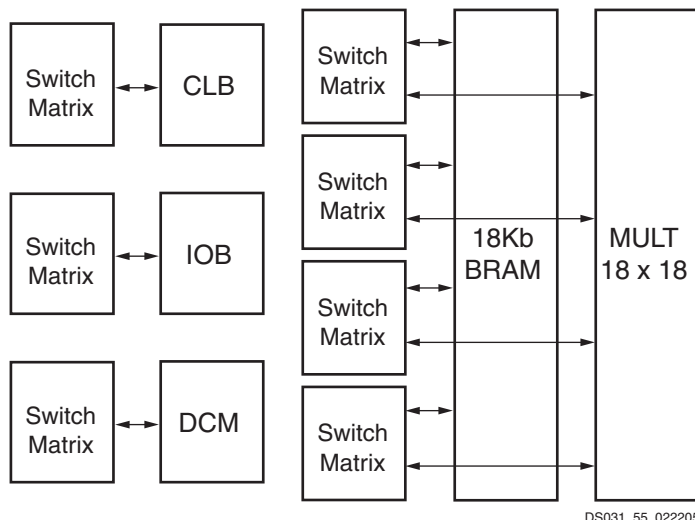 Switch
Matrix
CLB
Switch
Matrix
IOB
Switch
Matrix
DCM
Switch
Matrix
Switch
Matrix
Switch
Matrix
Switch
Matrix
18Kb
BRAM
MULT
18 x 18
DS031_55_022205